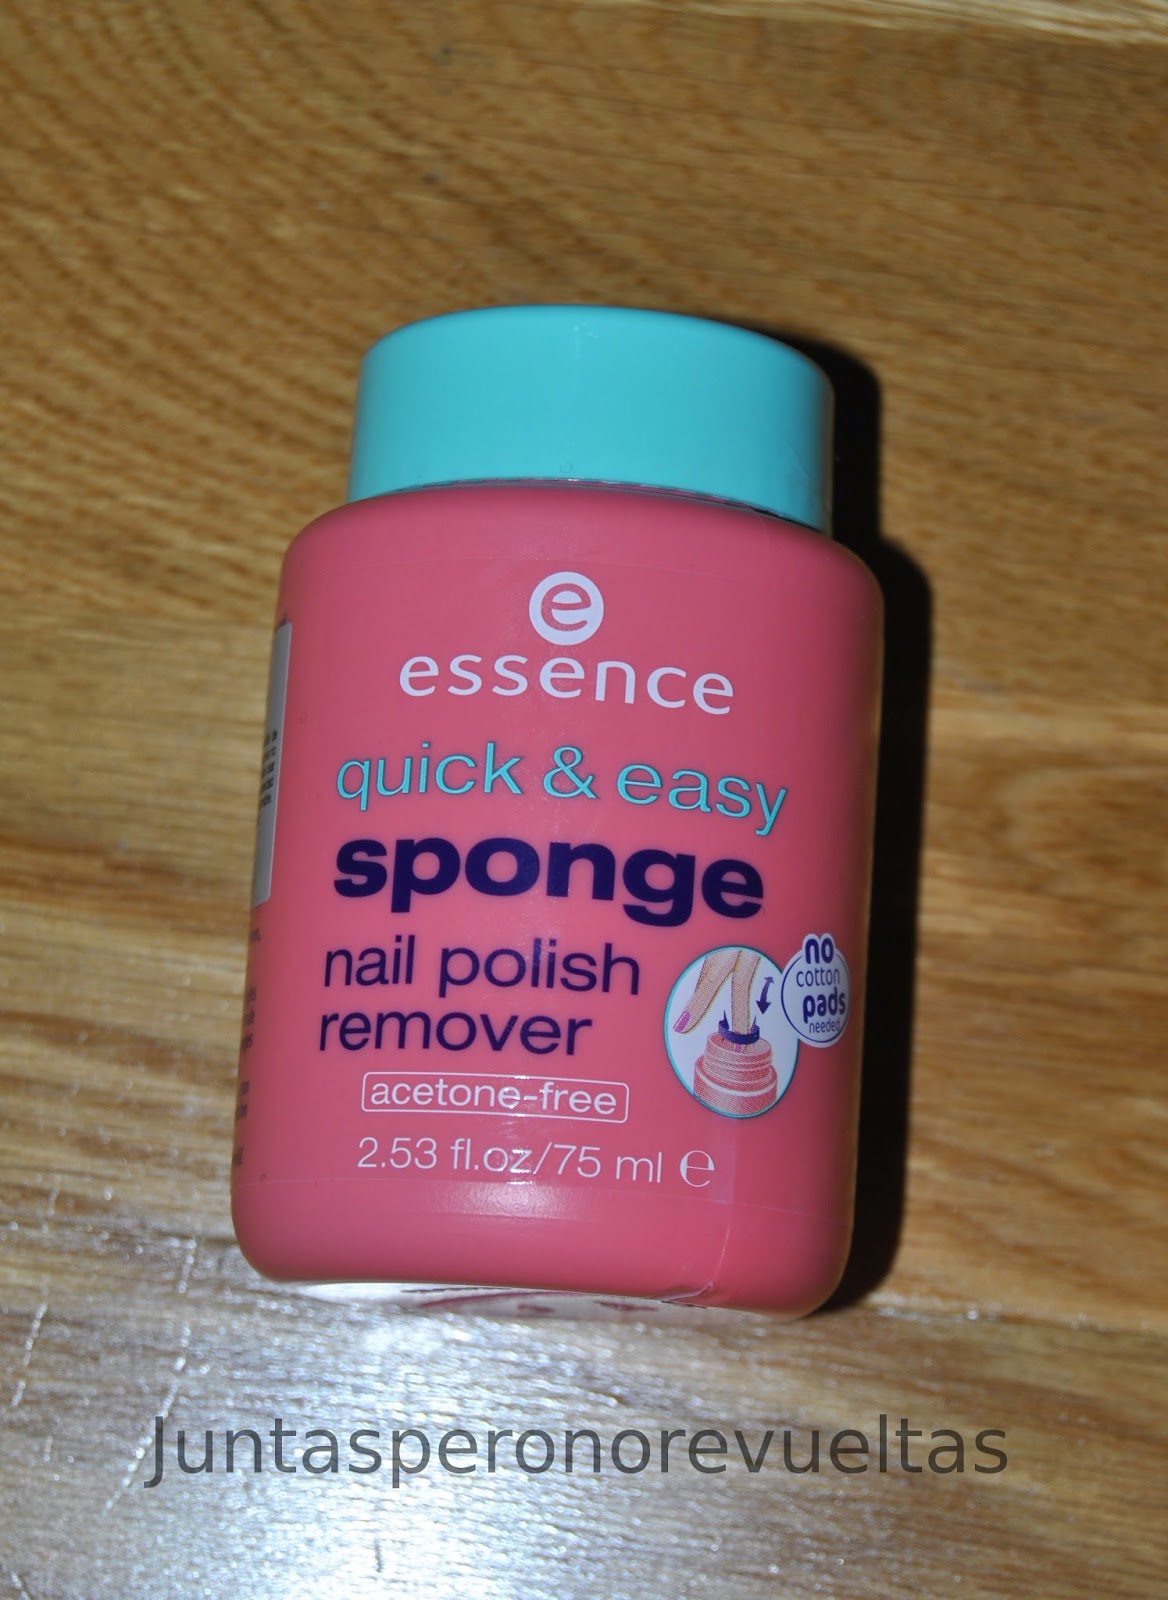 e
essence
quick & easy
sponge
nail polish
remover
no
cotton
pads
needed
acetone-free
2.53 fl.oz/75 ml ℮
Juntasperonorevueltas